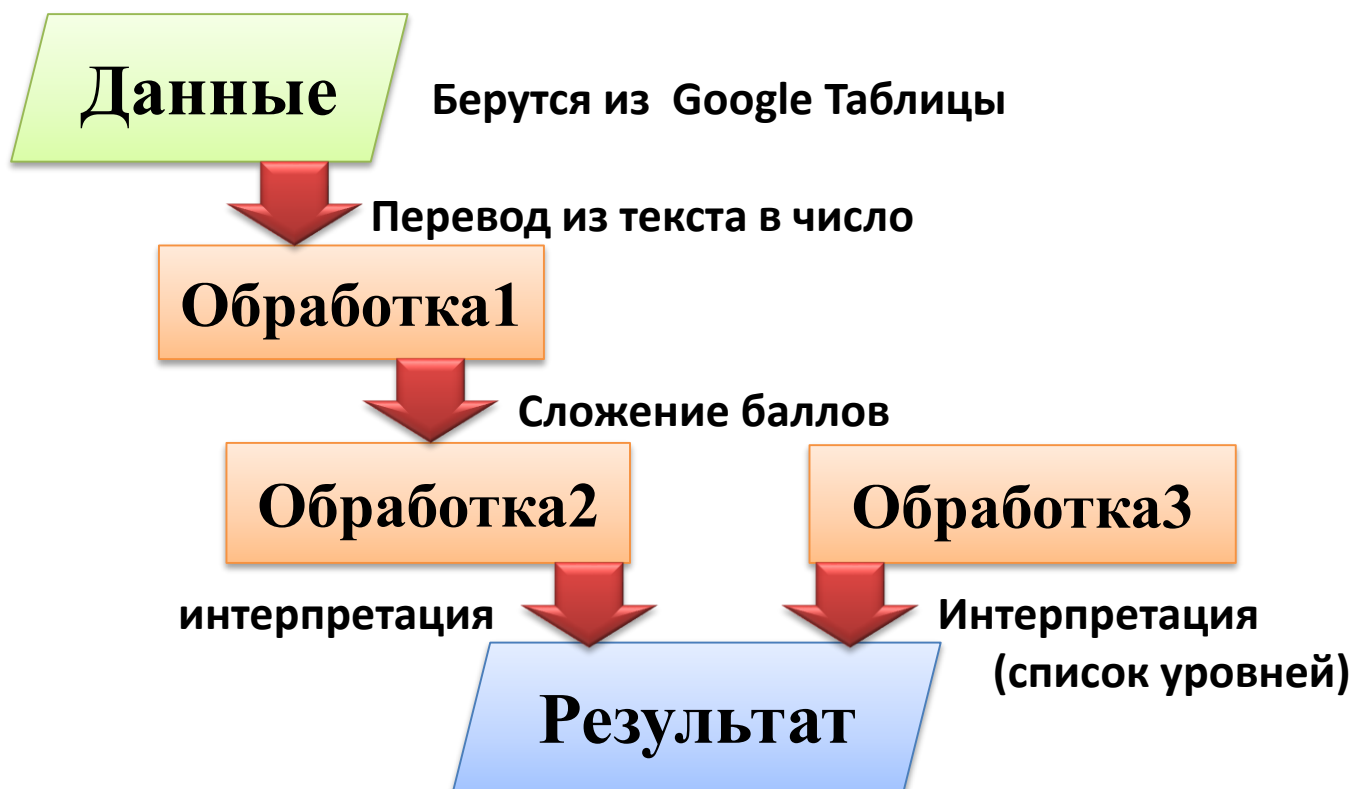 Данные
Берутся из Google Таблицы
Перевод из текста в число
Обработка1
Сложение баллов
Обработка2
Обработка3
интерпретация
Интерпретация
(список уровней)
Результат